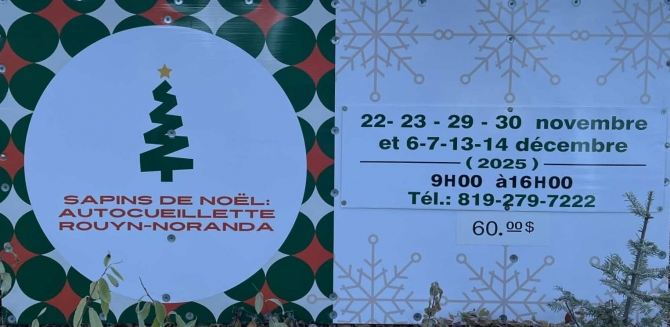 SAPINS DE NOËL:
AUTOCUEILLETTE
ROUYN-NORANDA
22- 23 - 29 - 30 novembre
et 6-7-13-14 décembre
(2025)
9H00 à16H00
Tél.: 819-279-7222
60.00$